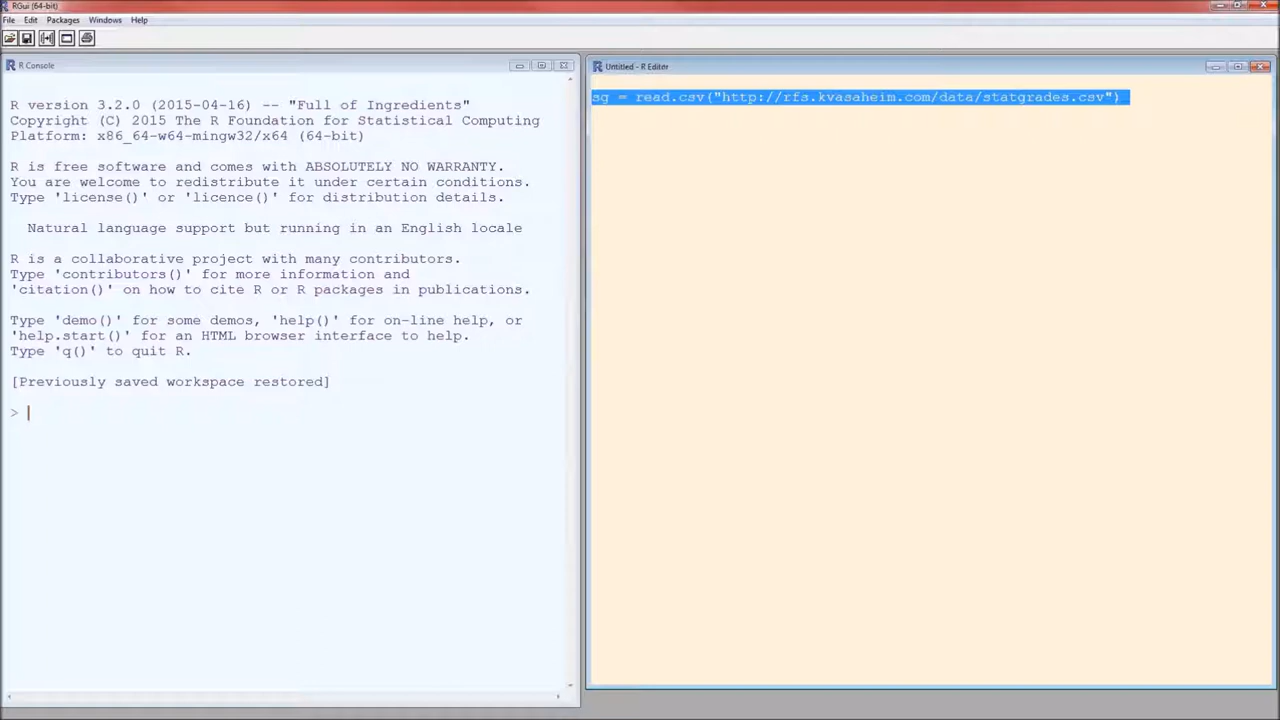 RGui (64-bit)
File Edit Packages Windows Help
R Console
R version 3.2.0 (2015-04-16) -- "Full of Ingredients"
Copyright (C) 2015 The R Foundation for Statistical Computing
Platform: x86_64-w64-mingw32/x64 (64-bit)
R is free software and comes with ABSOLUTELY NO WARRANTY.
You are welcome to redistribute it under certain conditions.
Type 'license()' or 'licence()' for distribution details.
Natural language support but running in an English locale
R is a collaborative project with many contributors.
Type 'contributors()' for more information and
'citation()' on how to cite R or R packages in publications.
Type 'demo()' for some demos, 'help()' for on-line help, or
'help.start()' for an HTML browser interface to help.
Type 'q()' to quit R.
[Previously saved workspace restored]
>
Untitled - R Editor
sg = read.csv("http://rfs.kvasaheim.com/data/statgrades.csv")